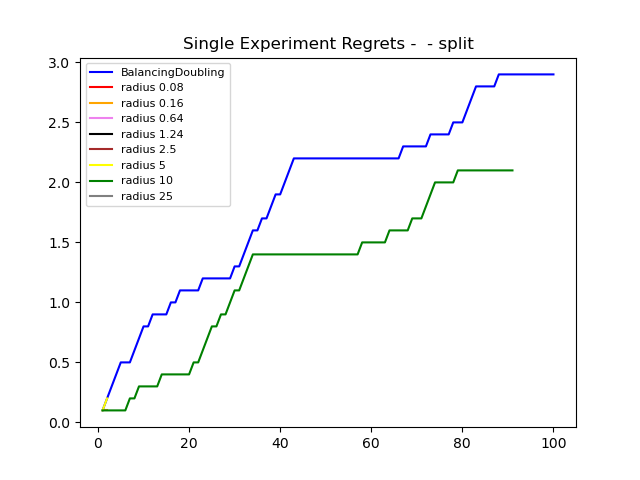 Single Experiment Regrets -  - split
3.0
2.5
2.0
1.5
1.0
0.5
0.0
BalancingDoubling
radius 0.08
radius 0.16
radius 0.64
radius 1.24
radius 2.5
radius 5
radius 10
radius 25
0 20 40 60 80 100